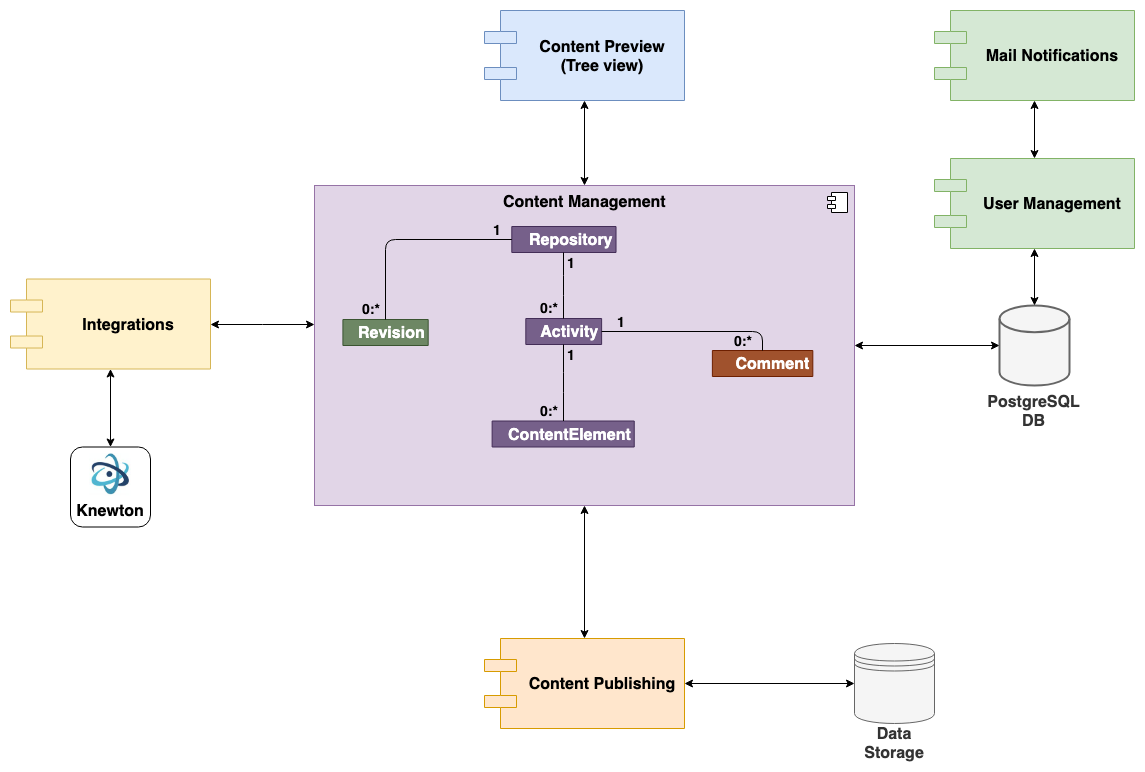 Content Preview
(Tree view)
Mail Notifications
User Management
Content Management
1
Repository
1
0:*
0:*
Revision
Activity
1
0:*
1
Comment
0:*
ContentElement
Integrations
Knewton
PostgreSQL
DB
Content Publishing
Data
Storage